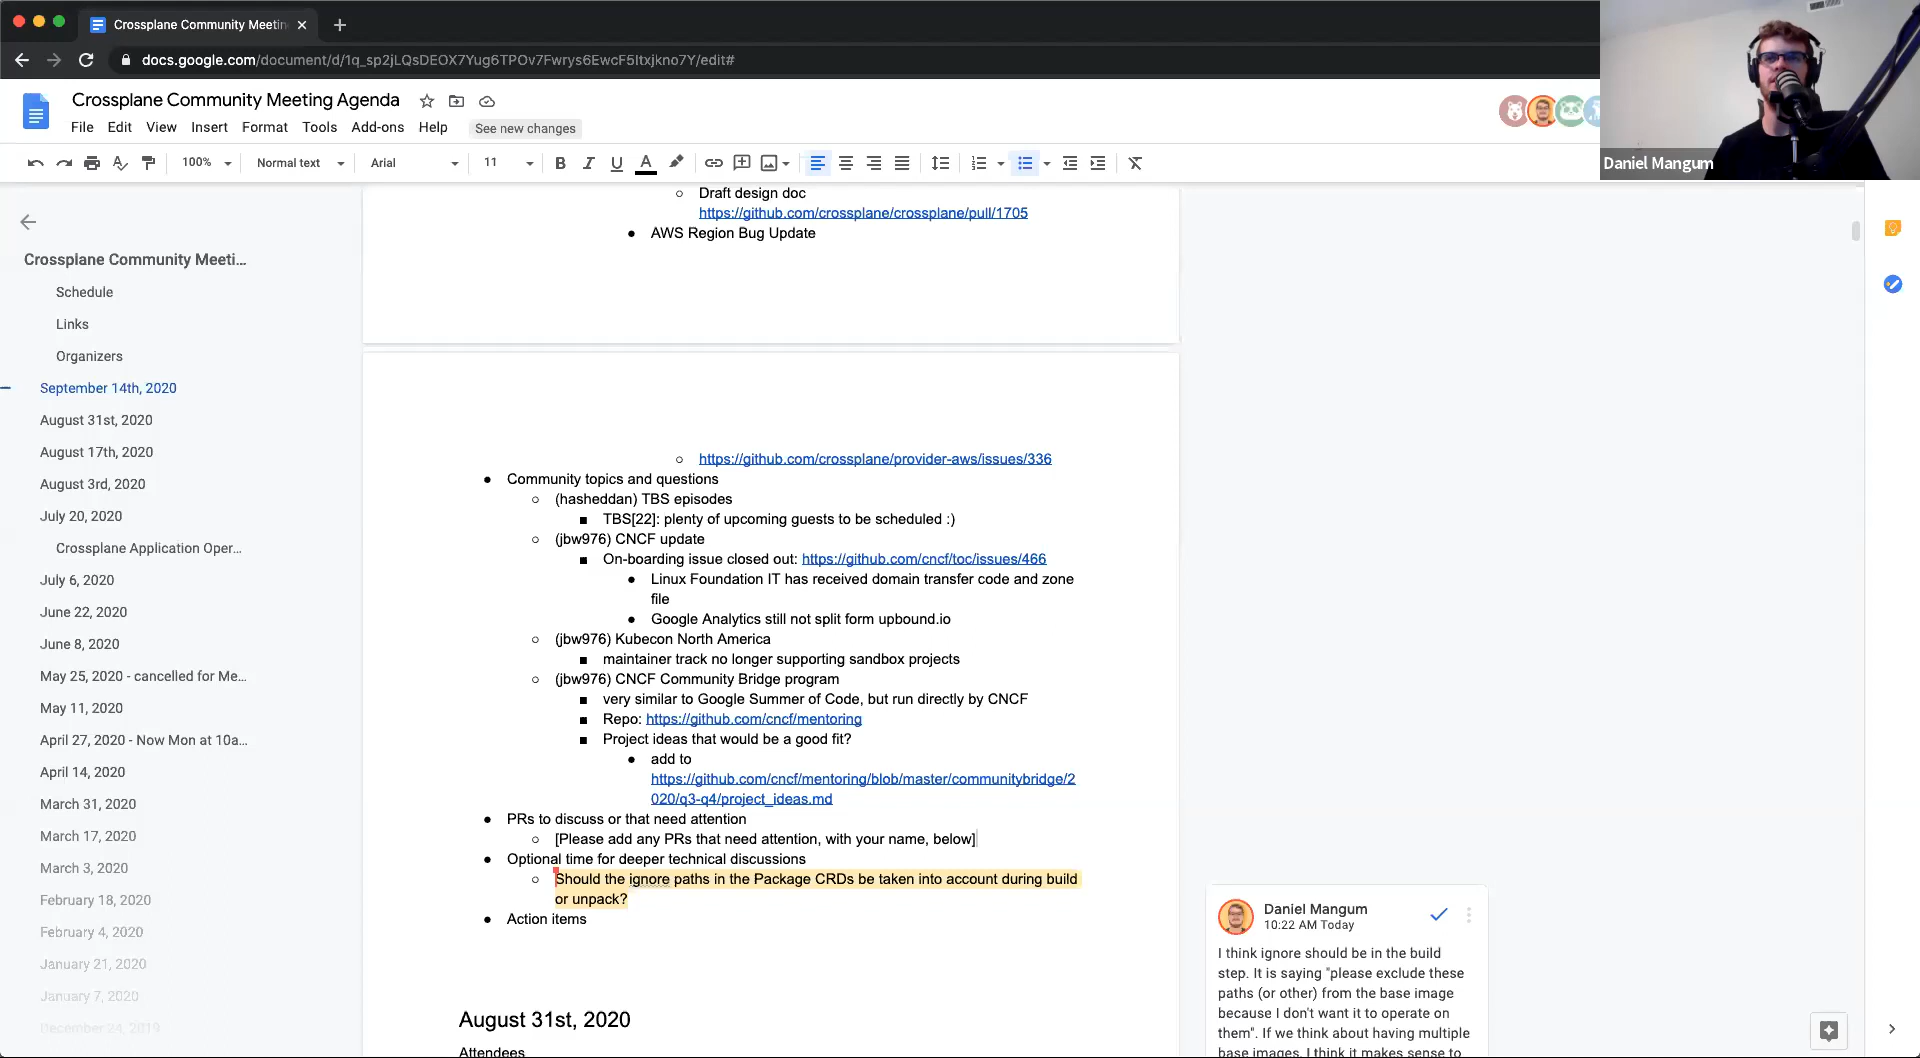 Crossplane Community Meetin
docs.google.com/document/d/1q_sp2jLQsDEOX7Yug6TPOv7Fwrys6EwcF5Itxjkno7Y/edit#
Crossplane Community Meeting Agenda
File Edit View Insert Format Tools Add-ons Help See new changes
100% Normal text Arial 11 B I U A
Daniel Mangum
Crossplane Community Meeti...
Schedule
Links
Organizers
September 14th, 2020
August 31st, 2020
August 17th, 2020
August 3rd, 2020
July 20, 2020
Crossplane Application Oper...
July 6, 2020
June 22, 2020
June 8, 2020
May 25, 2020 - cancelled for Me...
May 11, 2020
April 27, 2020 - Now Mon at 10a...
April 14, 2020
March 31, 2020
March 17, 2020
March 3, 2020
February 18, 2020
February 4, 2020
January 21, 2020
January 7, 2020
December 24, 2019
Draft design doc
https://github.com/crossplane/crossplane/pull/1705
AWS Region Bug Update
https://github.com/crossplane/provider-aws/issues/336
Community topics and questions
(hasheddan) TBS episodes
TBS[22]: plenty of upcoming guests to be scheduled :)
(jbw976) CNCF update
On-boarding issue closed out: https://github.com/cncf/toc/issues/466
Linux Foundation IT has received domain transfer code and zone
file
Google Analytics still not split form upbound.io
(jbw976) Kubecon North America
maintainer track no longer supporting sandbox projects
(jbw976) CNCF Community Bridge program
very similar to Google Summer of Code, but run directly by CNCF
Repo: https://github.com/cncf/mentoring
Project ideas that would be a good fit?
add to
https://github.com/cncf/mentoring/blob/master/communitybridge/2
020/q3-q4/project_ideas.md
PRs to discuss or that need attention
[Please add any PRs that need attention, with your name, below]
Optional time for deeper technical discussions
Should the ignore paths in the Package CRDs be taken into account during build
or unpack?
Action items
August 31st, 2020
Attendees
Daniel Mangum
10:22 AM Today
I think ignore should be in the build
step. It is saying "please exclude these
paths (or other) from the base image
because I don't want it to operate on
them". If we think about having multiple
base images, I think it makes sense to